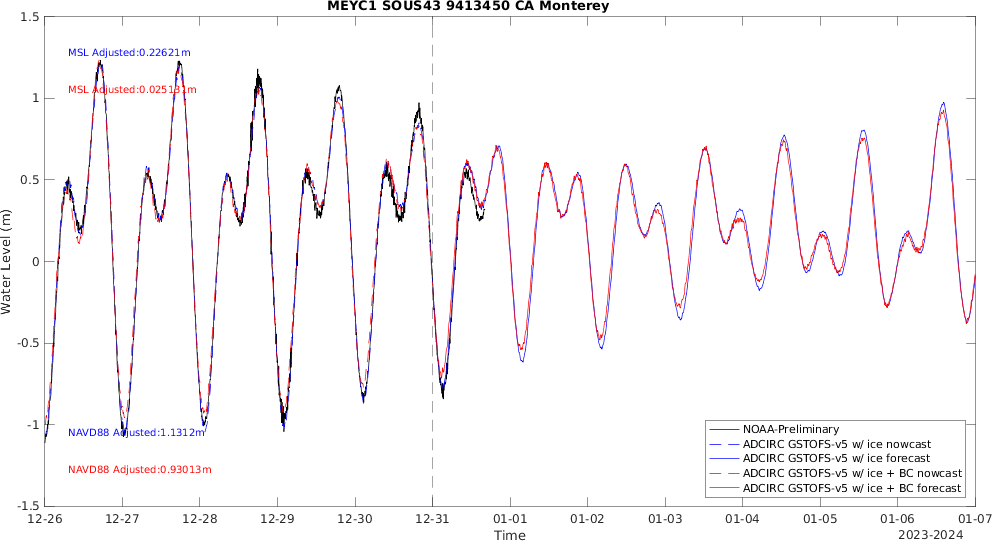 MEYC1 SOUS43 9413450 CA Monterey
1.5
1
0.5
0
-0.5
-1
-1.5
Water Level (m)
MSL Adjusted:0.22621m
MSL Adjusted:0.025131m
NAVD88 Adjusted:1.1312m
NAVD88 Adjusted:0.93013m
NOAA-Preliminary
ADCIRC GSTOFS-v5 w/ ice nowcast
ADCIRC GSTOFS-v5 w/ ice forecast
ADCIRC GSTOFS-v5 w/ ice + BC nowcast
ADCIRC GSTOFS-v5 w/ ice + BC forecast
12-26 12-27 12-28 12-29 12-30 12-31 01-01 01-02 01-03 01-04 01-05 01-06 01-07
Time
2023-2024